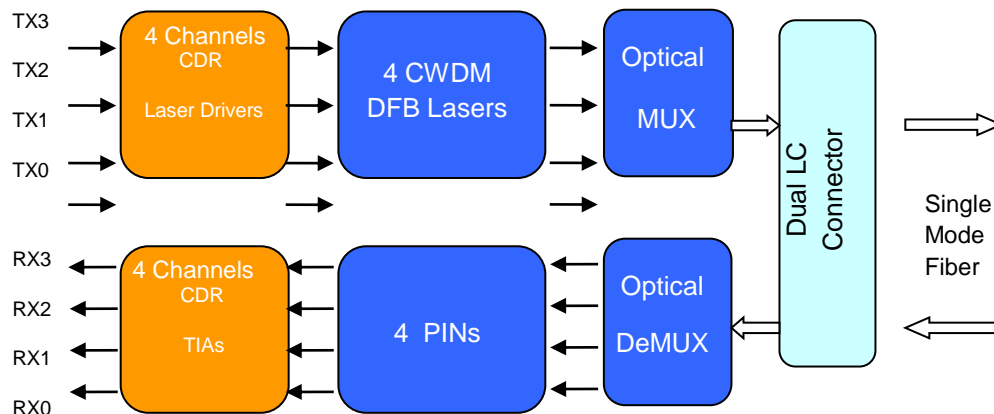 TX3
TX2
TX1
TX0
4 Channels
CDR
Laser Drivers
4 CWDM
DFB Lasers
Optical
MUX
Dual LC
Connector
Single
Mode
Fiber
RX3
RX2
RX1
RX0
4 Channels
CDR
TIAs
4 PINs
Optical
DeMUX